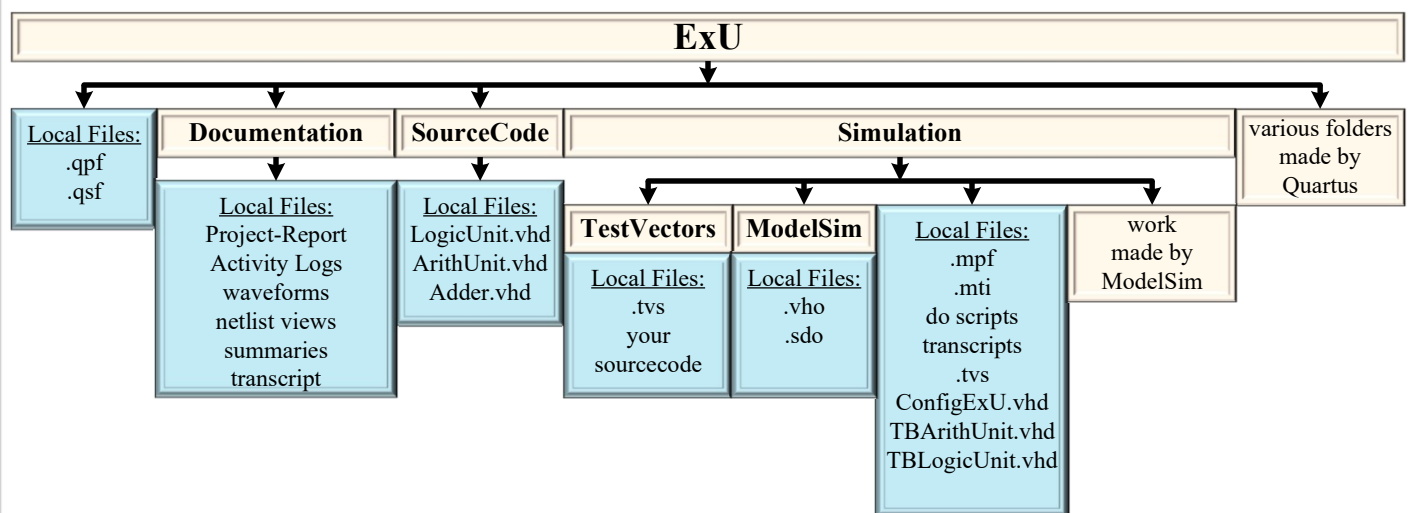 ExU
Local Files:
.qpf
.qsf
Documentation
Local Files:
Project-Report
Activity Logs
waveforms
netlist views
summaries
transcript
SourceCode
Local Files:
LogicUnit.vhd
ArithUnit.vhd
Adder.vhd
Simulation
TestVectors
Local Files:
.tvs
your
sourcecode
ModelSim
Local Files:
.vho
.sdo
Local Files:
.mpf
.mti
do scripts
transcripts
.tvs
ConfigExU.vhd
TBArithUnit.vhd
TBLogicUnit.vhd
work
made by
ModelSim
various folders
made by
Quartus